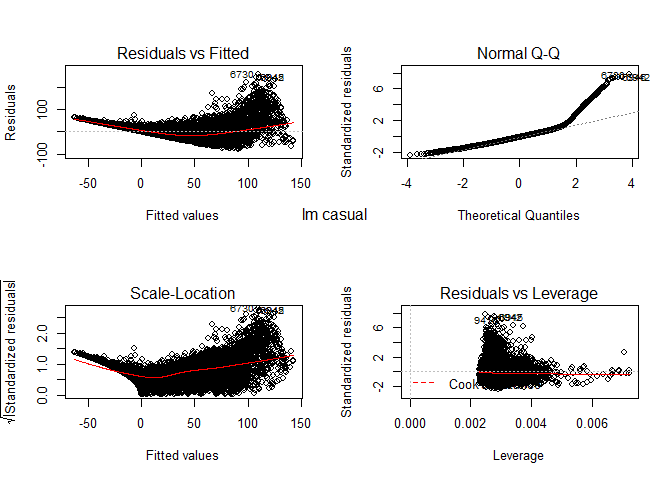 Residuals vs Fitted
Residuals
-100 100
6730
-50 0 50 100 150
Fitted values
Normal Q-Q
Standardized residuals
-2 2 6
-4 -2 0 2 4
Theoretical Quantiles
lm casual
Scale-Location
√|Standardized residuals|
0.0 1.0 2.0
6730
-50 0 50 100 150
Fitted values
Residuals vs Leverage
Standardized residuals
-2 2 6
Cook
0.000 0.002 0.004 0.006
Leverage